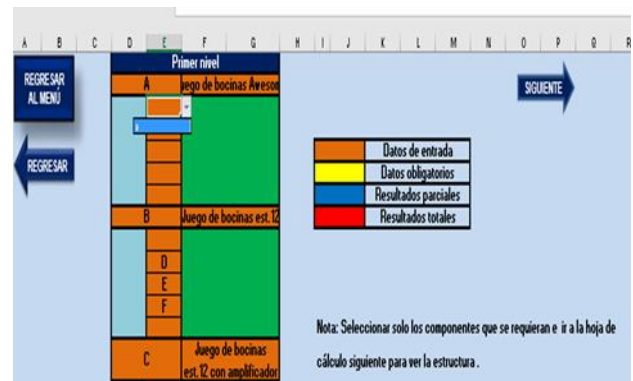 A B C D E F G H I J K L M N O P Q R
Primer nivel
REGRESAR
AL MENÚ
A uego de bocinas Aweson
SIGUIENTE
REGRESAR
Datos de entrada
Datos obligatorios
Resultados parciales
Resultados totales
B Juego de bocinas est.12
D
E
F
Nota: Seleccionar solo los componentes que se requieran e ir a la hoja de
cálculo siguiente para ver la estructura .
C Juego de bocinas
est.12 con amplificador